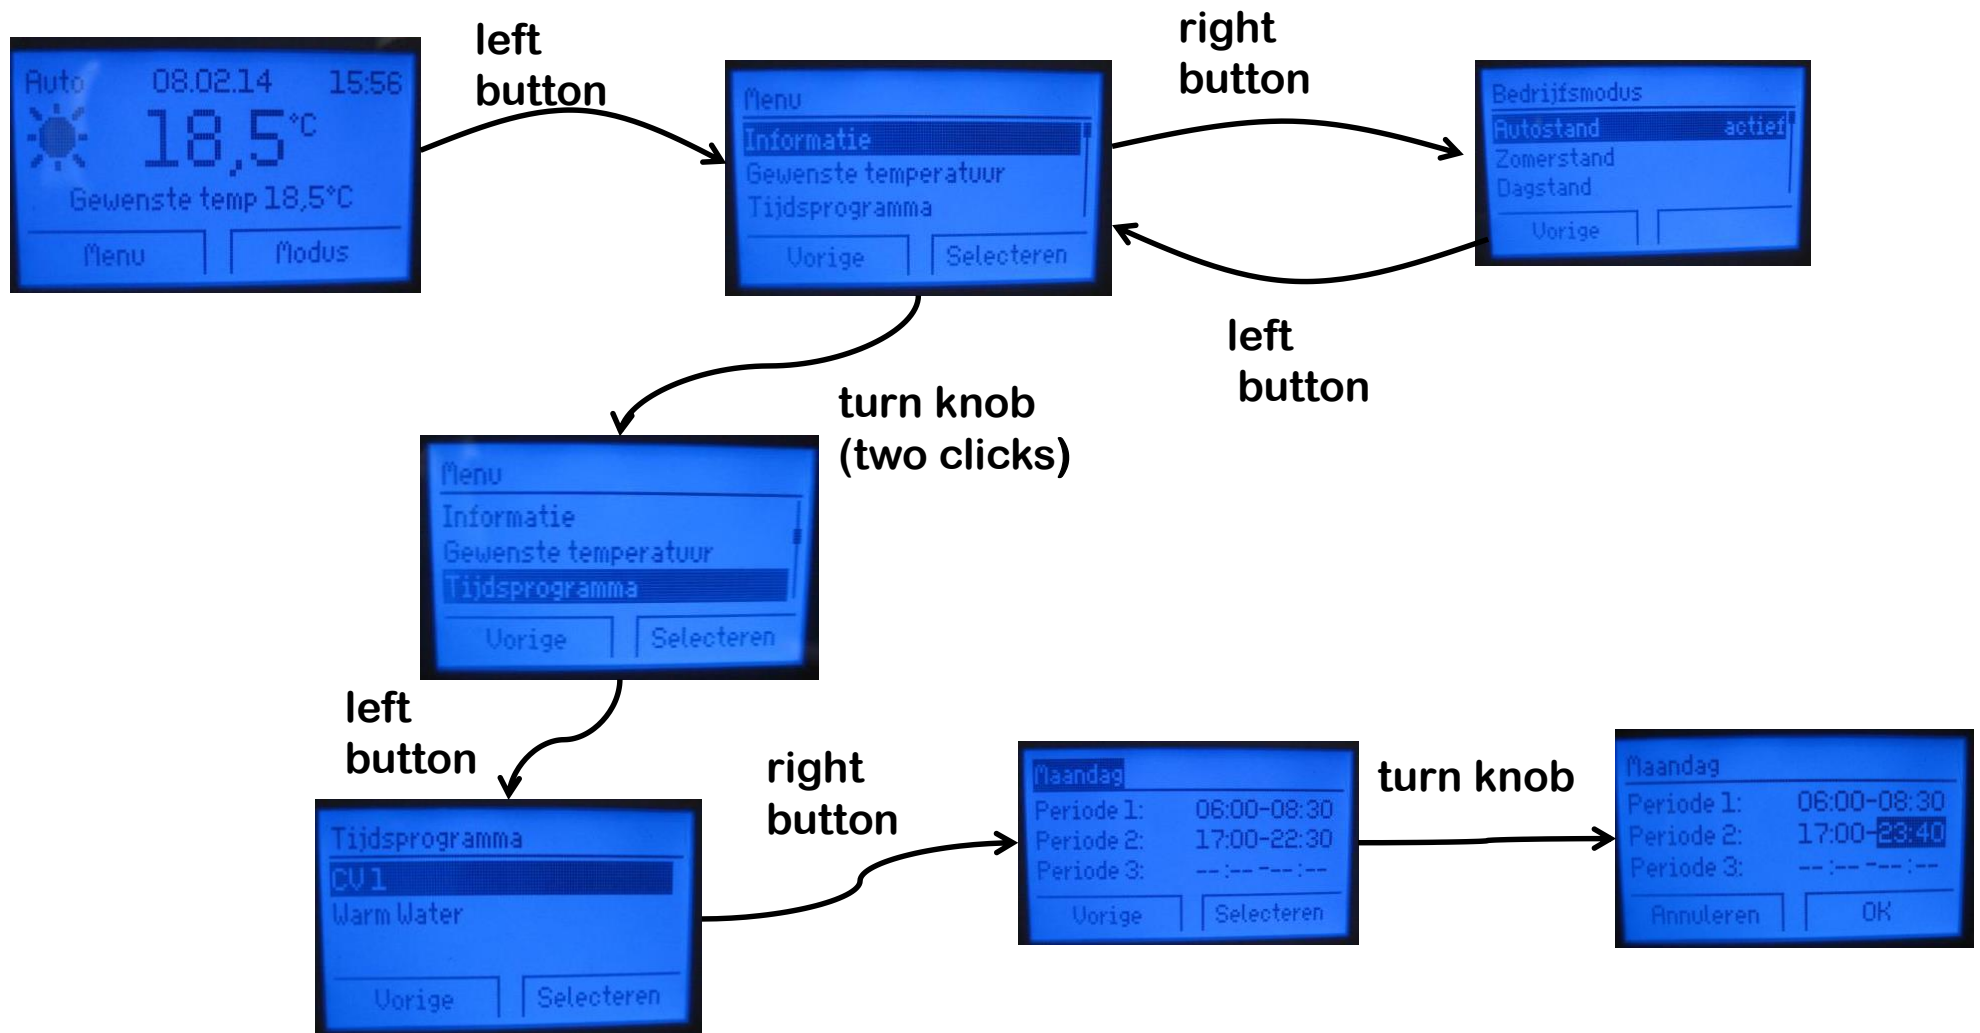 Auto 08.02.14 15:56
18,5°C
Gewenste temp 18,5°C
Menu Modus
left
button
Menu
Informatie
Gewenste temperatuur
Tijdsprogramma
Vorige Selecteren
right
button
Bedrijfsmodus
Autostand actief
Zomerstand
Dagstand
Vorige
left
button
turn knob
(two clicks)
Menu
Informatie
Gewenste temperatuur
Tijdsprogramma
Vorige Selecteren
left
button
Tijdsprogramma
CV 1
Warm Water
Vorige Selecteren
right
button
Maandag
Periode 1: 06:00-08:30
Periode 2: 17:00-22:30
Periode 3: --:-- - --:--
Vorige Selecteren
turn knob
Maandag
Periode 1: 06:00-08:30
Periode 2: 17:00-23:40
Periode 3: --:-- - --:--
Annuleren OK